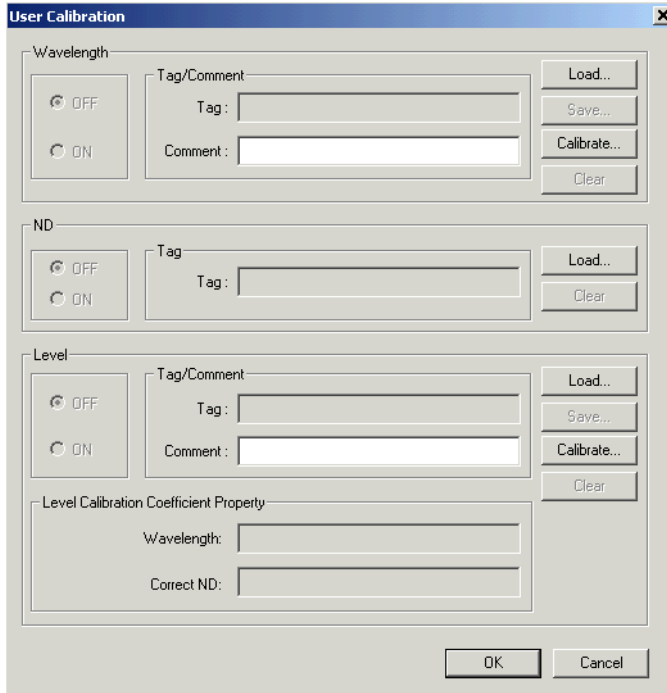 User Calibration
Wavelength
OFF
ON
Tag/Comment
Tag :
Comment :
Load...
Save...
Calibrate...
Clear
ND
OFF
ON
Tag
Tag :
Load...
Clear
Level
OFF
ON
Tag/Comment
Tag :
Comment :
Load...
Save...
Calibrate...
Clear
Level Calibration Coefficient Property
Wavelength:
Correct ND:
OK
Cancel